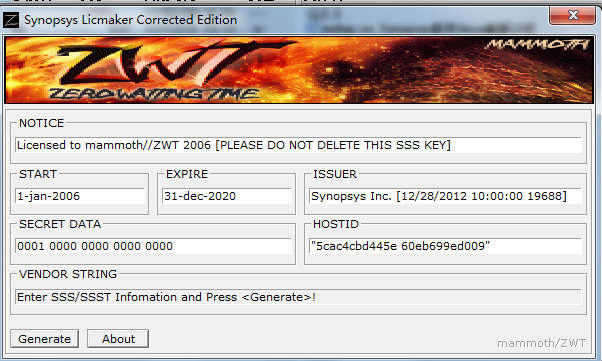 Synopsys Licmaker Corrected Edition
MAMMOTH
ZWT
ZERO WAITING TIME
NOTICE
Licensed to mammoth//ZWT 2006 [PLEASE DO NOT DELETE THIS SSS KEY]
START EXPIRE ISSUER
1-jan-2006 31-dec-2020 Synopsys Inc. [12/28/2012 10:00:00 19688]
SECRET DATA HOSTID
0001 0000 0000 0000 0000 "5cac4cbd445e 60eb699ed009"
VENDOR STRING
Enter SSS/SSST Infomation and Press <Generate>!
Generate About mammoth/ZWT